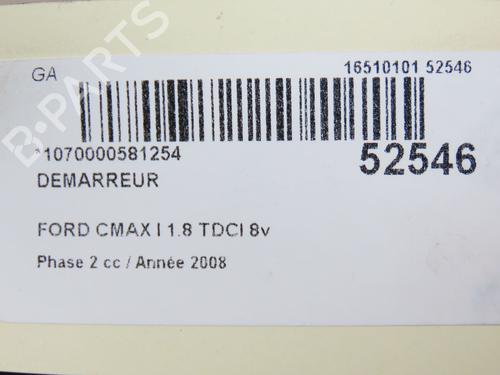 GA
16510101 52546
*1070000581254
52546
DEMARREUR
FORD CMAX I 1.8 TDCI 8v
Phase 2 cc / Année 2008
B-PARTS